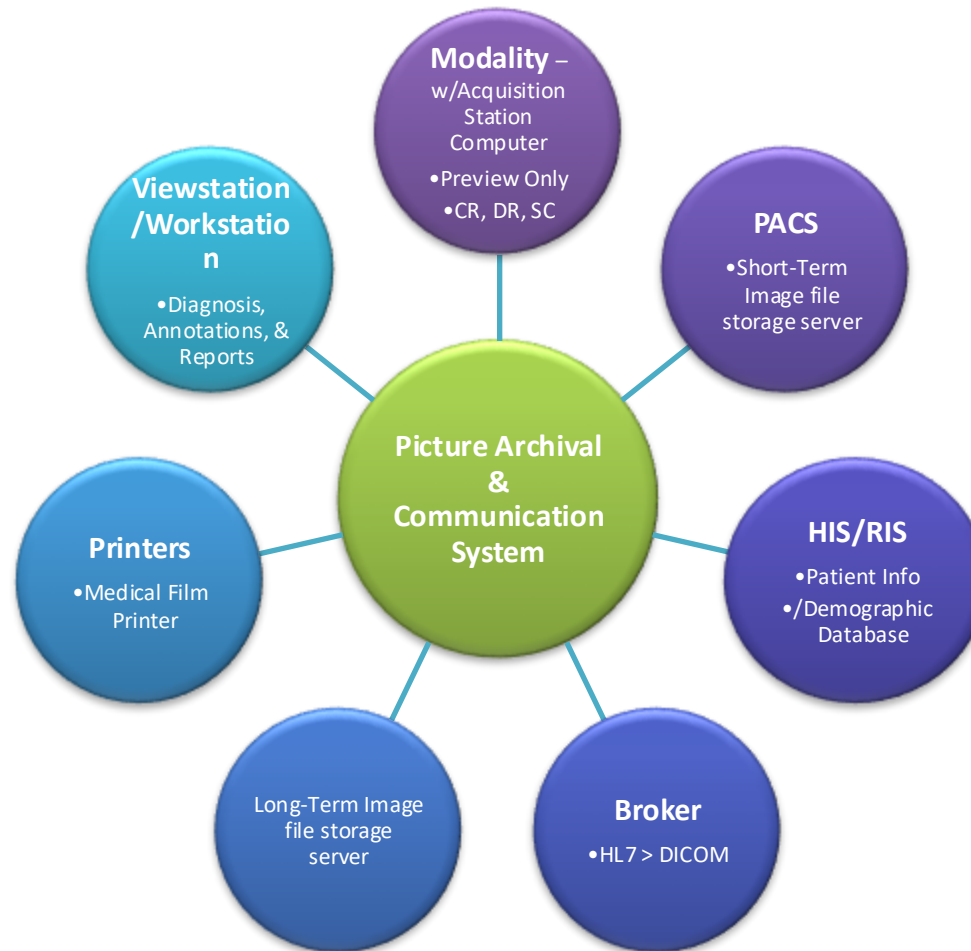 Modality –
w/Acquisition
Station
Computer
•Preview Only
•CR, DR, SC
PACS
•Short-Term
Image file
storage server
HIS/RIS
•Patient Info
•/Demographic
Database
Broker
•HL7 > DICOM
Long-Term Image
file storage
server
Printers
•Medical Film
Printer
Viewstation
/Workstatio
n
•Diagnosis,
Annotations, &
Reports
Picture Archival
&
Communication
System